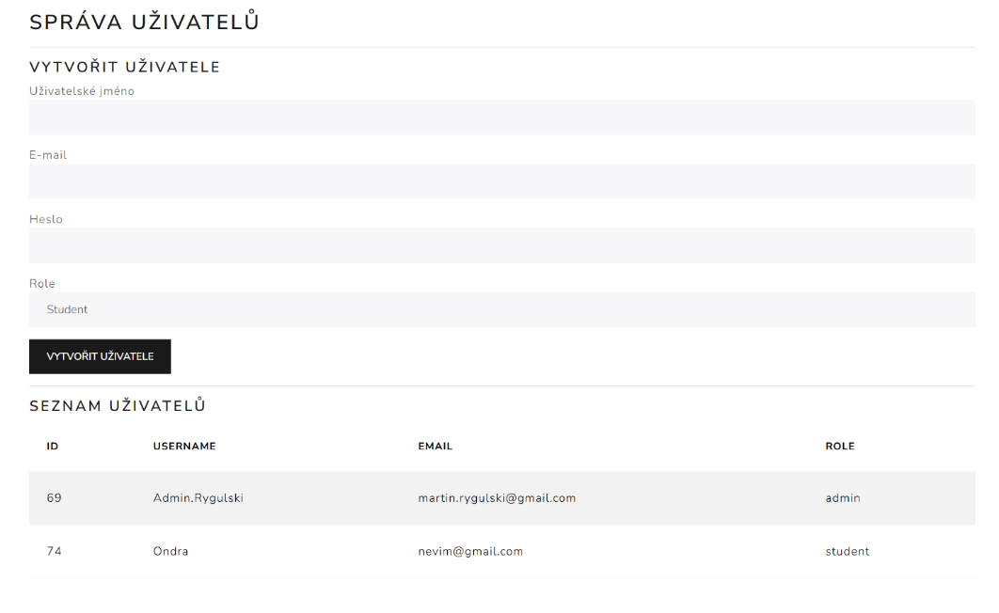 SPRÁVA UŽIVATELŮ
VYTVOŘIT UŽIVATELE
Uživatelské jméno
E-mail
Heslo
Role
Student
VYTVOŘIT UŽIVATELE
SEZNAM UŽIVATELŮ
ID USERNAME EMAIL ROLE
69 Admin.Rygulski martin.rygulski@gmail.com admin
74 Ondra nevim@gmail.com student